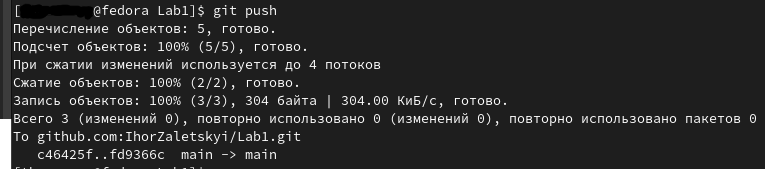 [ @fedora Lab1]$ git push
Перечисление объектов: 5, готово.
Подсчет объектов: 100% (5/5), готово.
При сжатии изменений используется до 4 потоков
Сжатие объектов: 100% (2/2), готово.
Запись объектов: 100% (3/3), 304 байта | 304.00 КиБ/с, готово.
Всего 3 (изменений 0), повторно использовано 0 (изменений 0), повторно использовано пакетов 0
To github.com:IhorZaletskyi/Lab1.git
   c46425f..fd9366c  main -> main